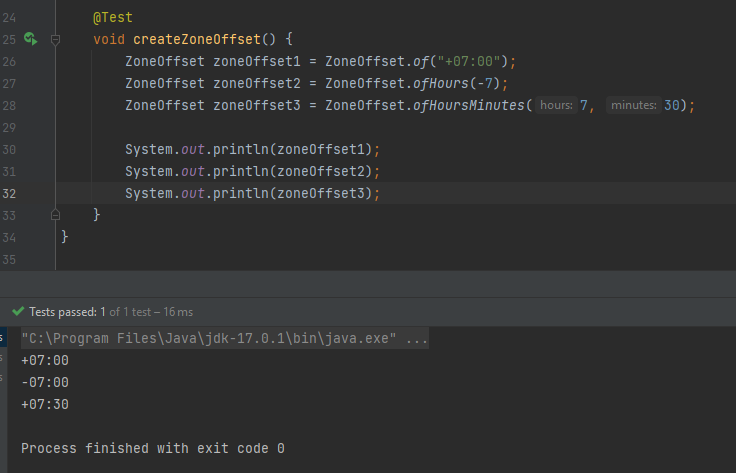 24 @Test
25 void createZoneOffset() {
26 ZoneOffset zoneOffset1 = ZoneOffset.of("+07:00");
27 ZoneOffset zoneOffset2 = ZoneOffset.ofHours(-7);
28 ZoneOffset zoneOffset3 = ZoneOffset.ofHoursMinutes( hours: 7, minutes: 30);
29
30 System.out.println(zoneOffset1);
31 System.out.println(zoneOffset2);
32 System.out.println(zoneOffset3);
33 }
34 }
35
Tests passed: 1 of 1 test – 16 ms
"C:\Program Files\Java\jdk-17.0.1\bin\java.exe" ...
+07:00
-07:00
+07:30
Process finished with exit code 0